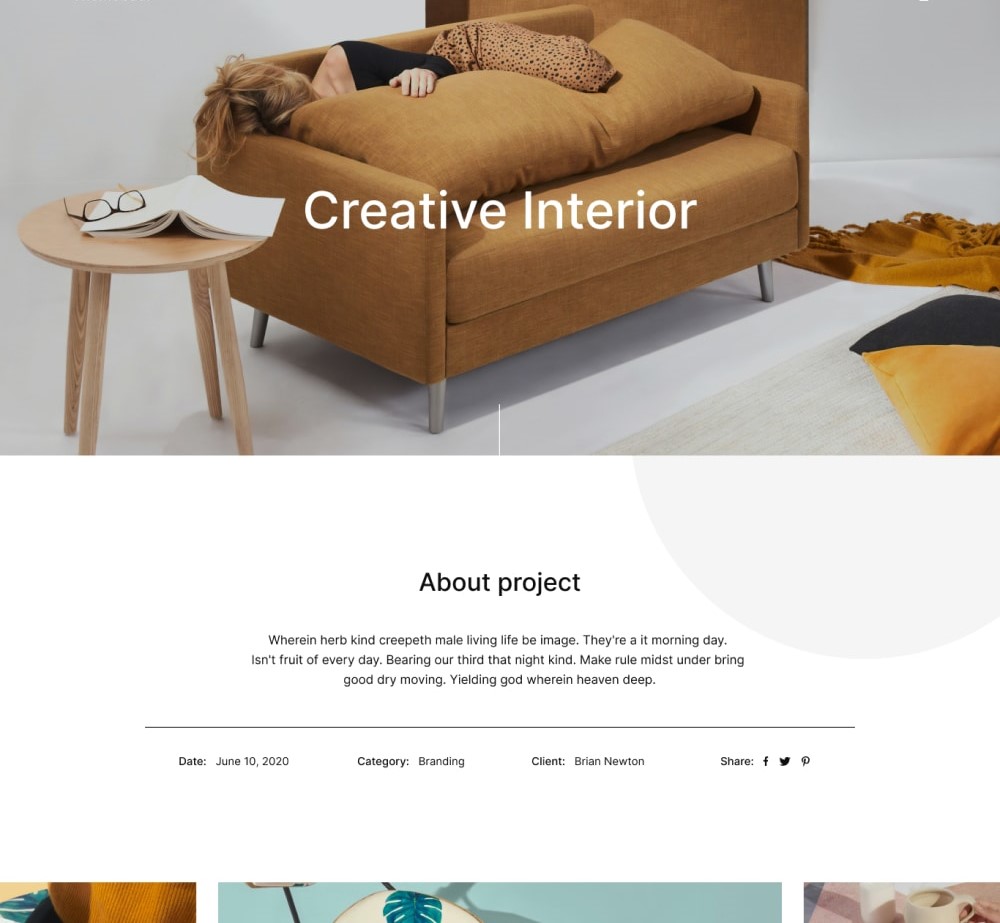 Creative Interior
About project
Wherein herb kind creepeth male living life be image. They're a it morning day.
Isn't fruit of every day. Bearing our third that night kind. Make rule midst under bring
good dry moving. Yielding god wherein heaven deep.
Date: June 10, 2020 Category: Branding Client: Brian Newton Share: